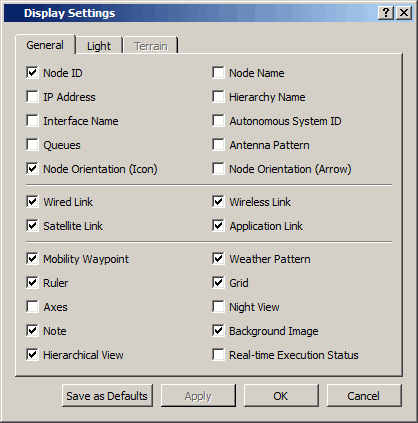 Display Settings
General Light Terrain
Node ID Node Name
IP Address Hierarchy Name
Interface Name Autonomous System ID
Queues Antenna Pattern
Node Orientation (Icon) Node Orientation (Arrow)
Wired Link Wireless Link
Satellite Link Application Link
Mobility Waypoint Weather Pattern
Ruler Grid
Axes Night View
Note Background Image
Hierarchical View Real-time Execution Status
Save as Defaults Apply OK Cancel